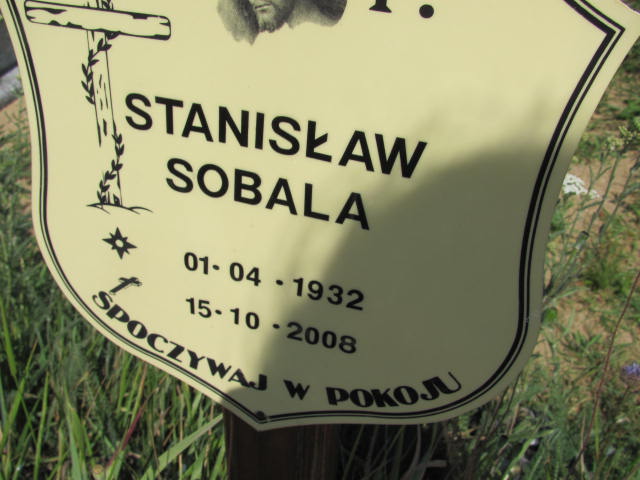 STANISŁAW
SOBALA
01·04·1932
15·10·2008
SPOCZYWAJ W POKOJU